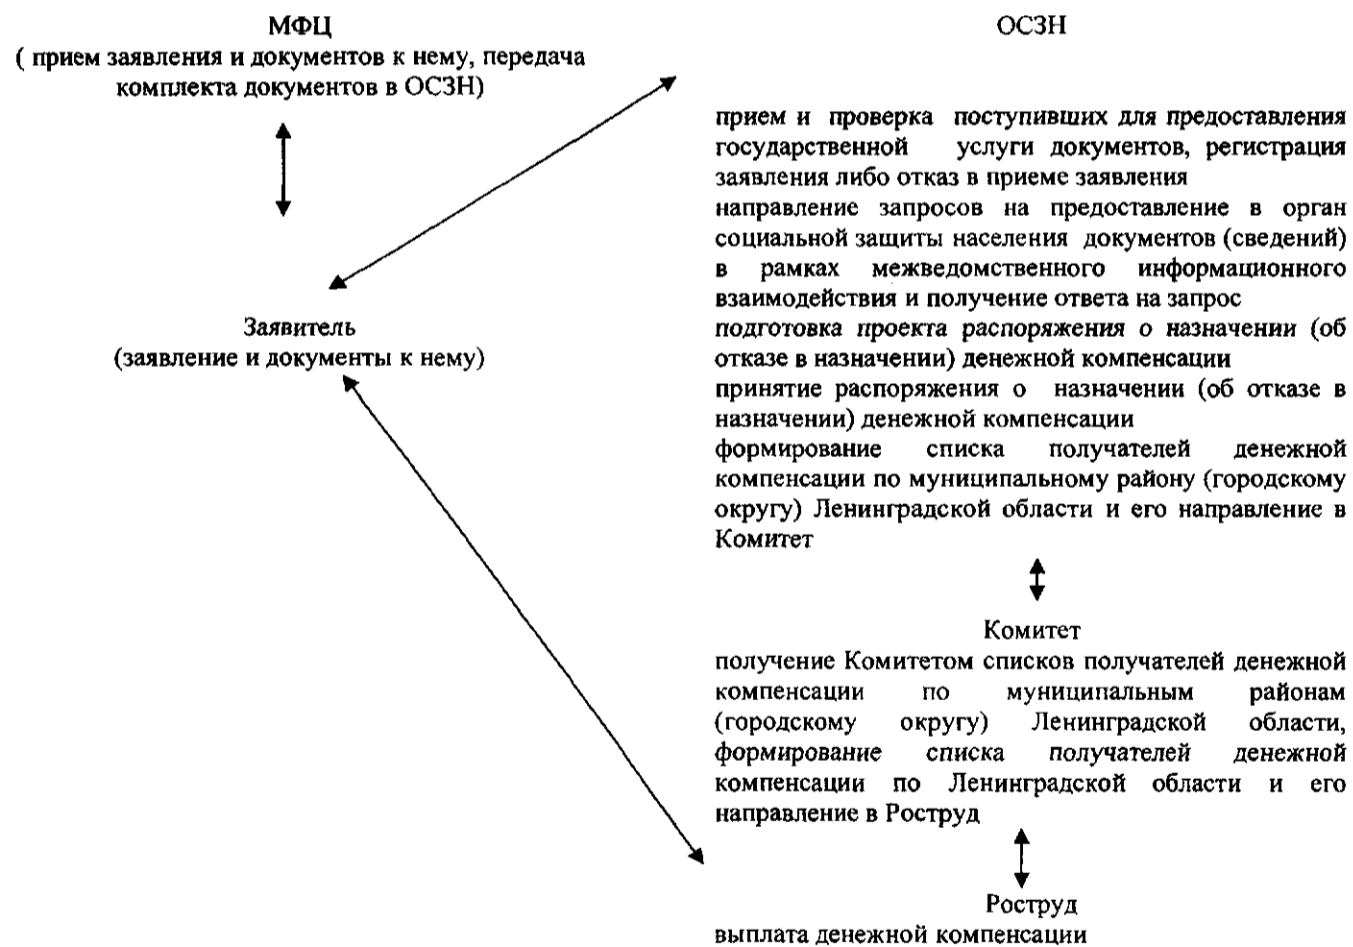 МФЦ
( прием заявления и документов к нему, передача
комплекта документов в ОСЗН)
Заявитель
(заявление и документы к нему)
ОСЗН
прием и проверка поступивших для предоставления
государственной услуги документов, регистрация
заявления либо отказ в приеме заявления
направление запросов на предоставление в орган
социальной защиты населения документов (сведений)
в рамках межведомственного информационного
взаимодействия и получение ответа на запрос
подготовка проекта распоряжения о назначении (об
отказе в назначении) денежной компенсации
принятие распоряжения о назначении (об отказе в
назначении) денежной компенсации
формирование списка получателей денежной
компенсации по муниципальному району (городскому
округу) Ленинградской области и его направление в
Комитет
Комитет
получение Комитетом списков получателей денежной
компенсации по муниципальным районам
(городскому округу) Ленинградской области,
формирование списка получателей денежной
компенсации по Ленинградской области и его
направление в Роструд
Роструд
выплата денежной компенсации